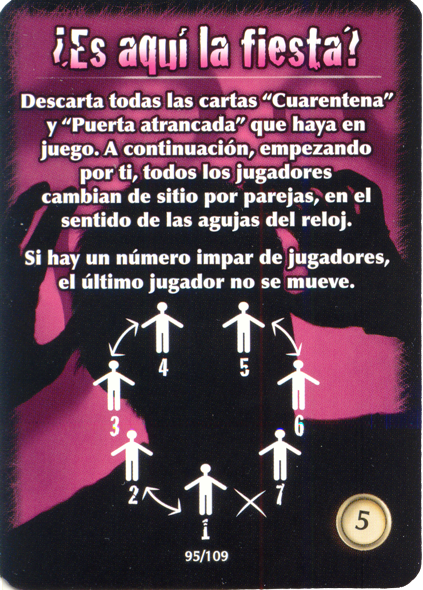 ¿Es aquí la fiesta?
Descarta todas las cartas “Cuarentena”
y “Puerta atrancada” que haya en
juego. A continuación, empezando
por ti, todos los jugadores
cambian de sitio por parejas, en el
sentido de las agujas del reloj.
Si hay un número impar de jugadores,
el último jugador no se mueve.
4
5
3
6
2
7
1
5
95/109